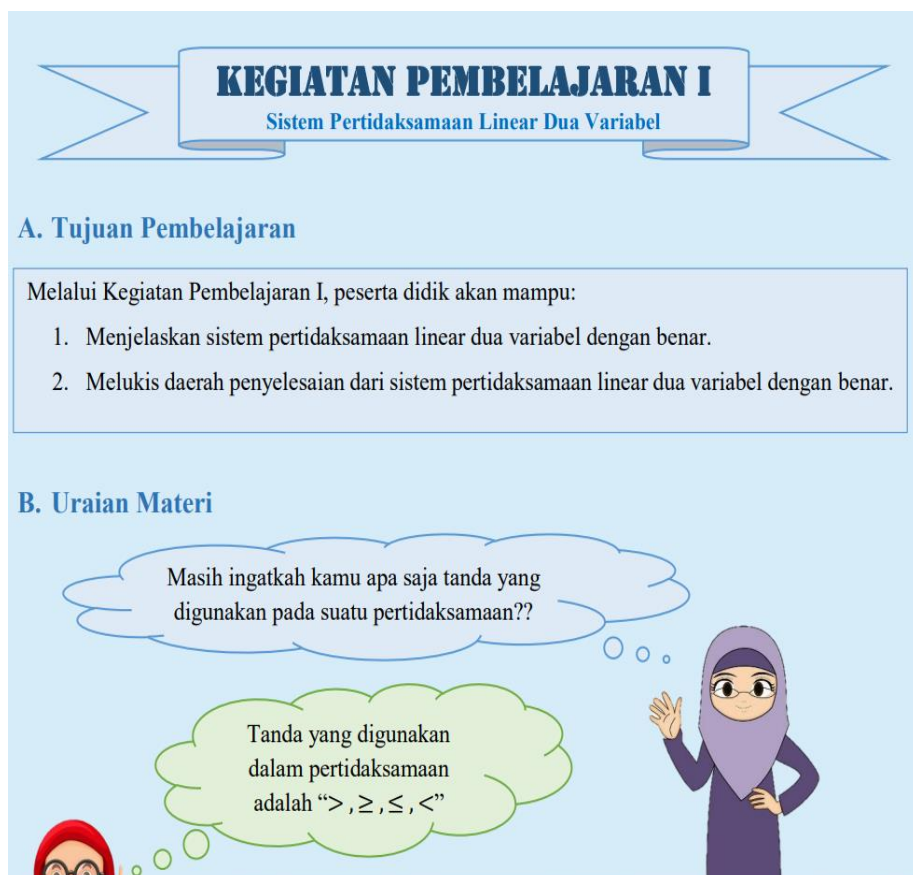 KEGIATAN PEMBELAJARAN I
Sistem Pertidaksamaan Linear Dua Variabel
A. Tujuan Pembelajaran
Melalui Kegiatan Pembelajaran I, peserta didik akan mampu:
1. Menjelaskan sistem pertidaksamaan linear dua variabel dengan benar.
2. Melukis daerah penyelesaian dari sistem pertidaksamaan linear dua variabel dengan benar.
B. Uraian Materi
Masih ingatkah kamu apa saja tanda yang
digunakan pada suatu pertidaksamaan??
Tanda yang digunakan
dalam pertidaksamaan
adalah “> , ≥ , ≤ , <”